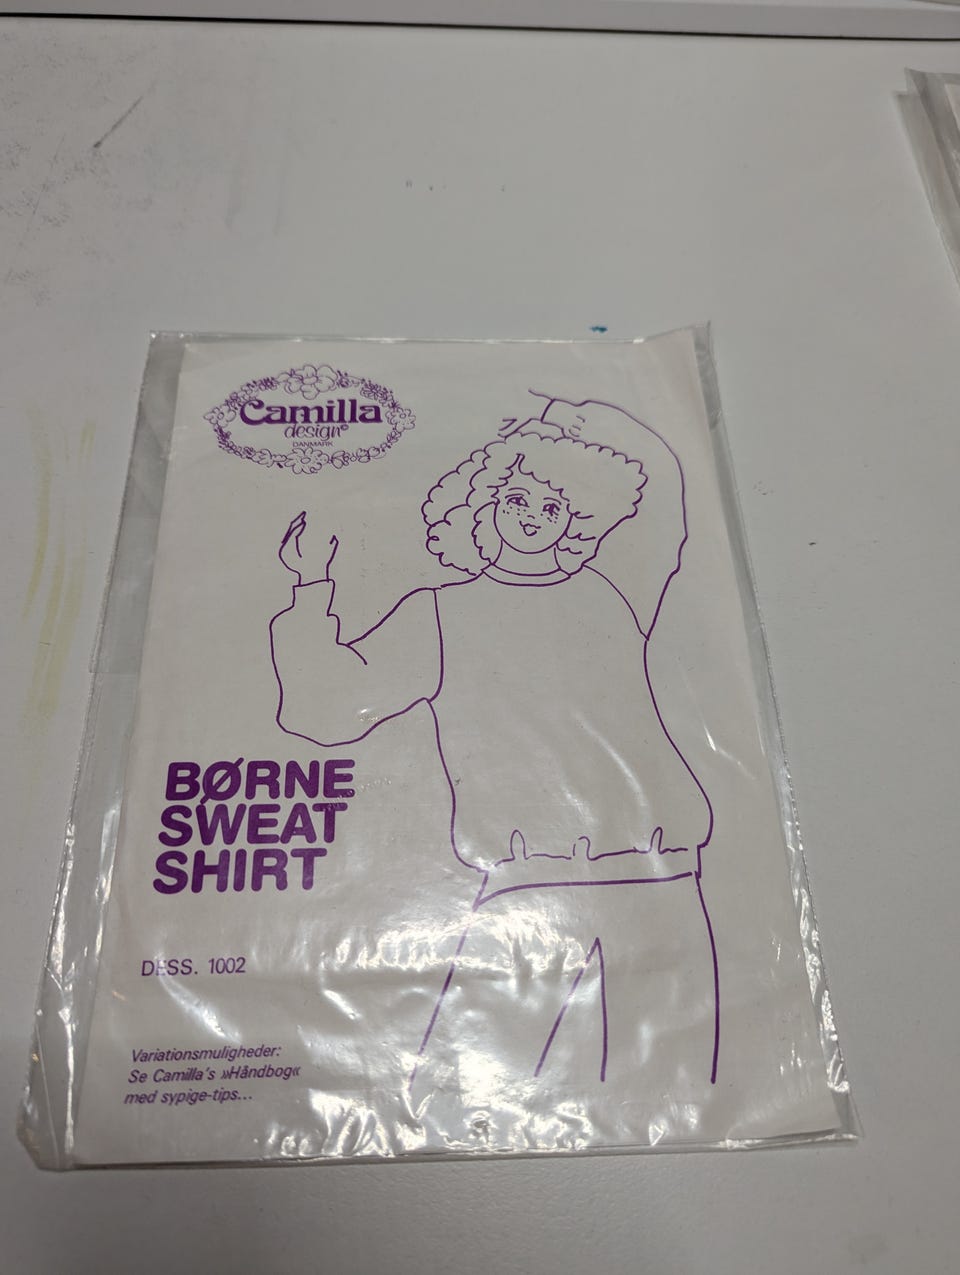 Camilla
design©
DANMARK
BØRNE
SWEAT
SHIRT
DESS. 1002
Variationsmuligheder:
Se Camilla's »Håndbog«
med sypige-tips...